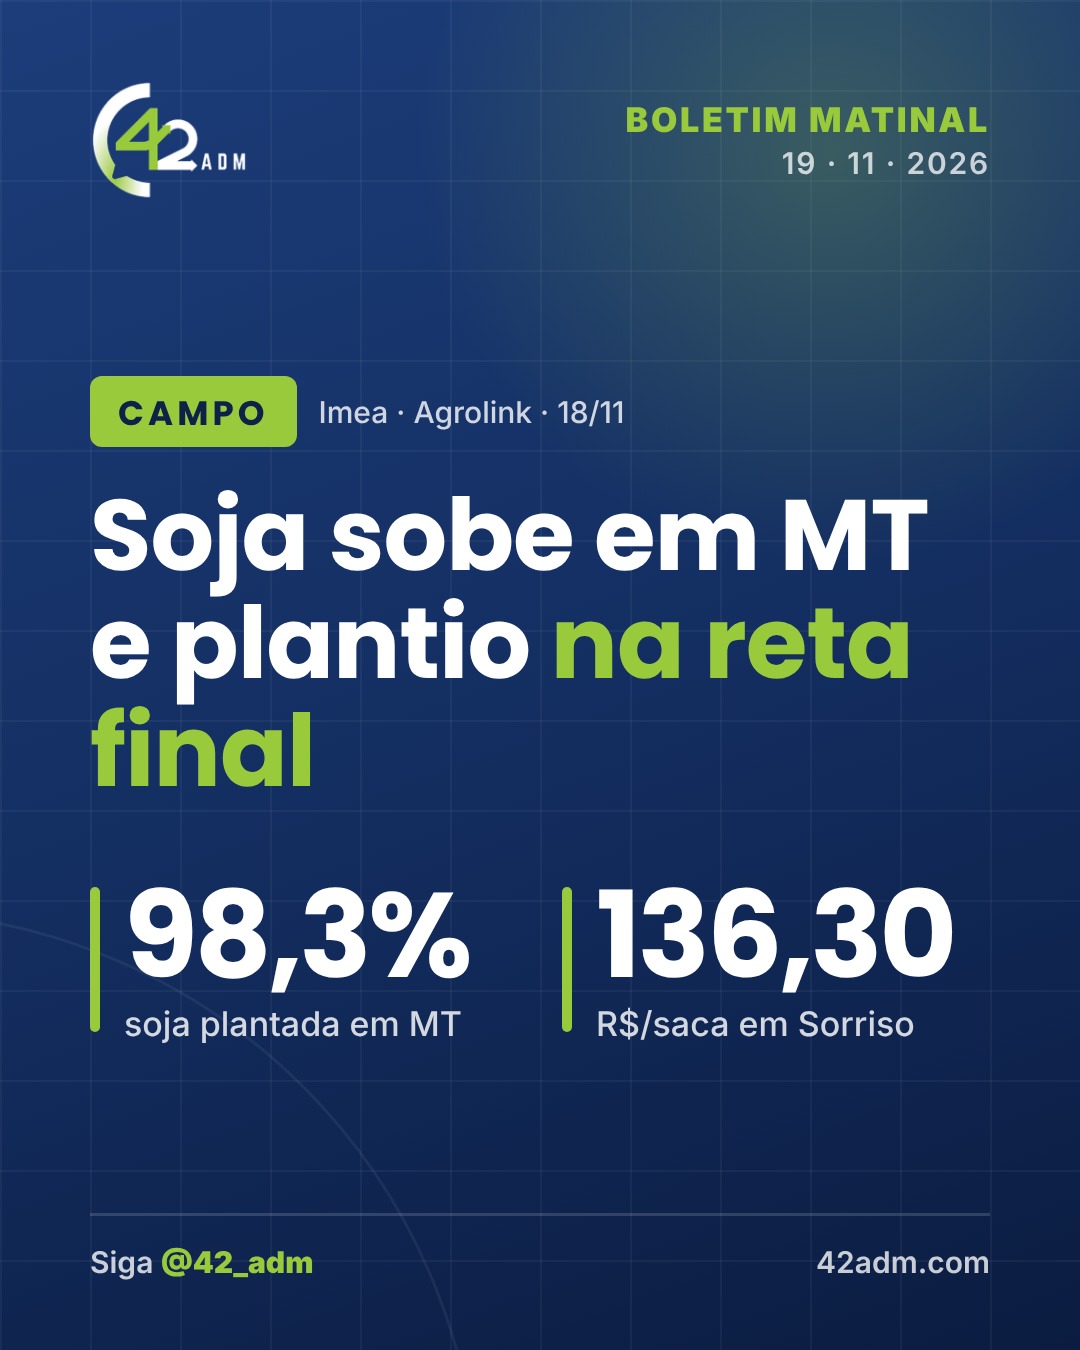 42 ADM
BOLETIM MATINAL
19 · 11 · 2026
CAMPO
Imea · Agrolink · 18/11
Soja sobe em MT
e plantio na reta
final
98,3%
soja plantada em MT
136,30
R$/saca em Sorriso
Siga @42_adm
42adm.com